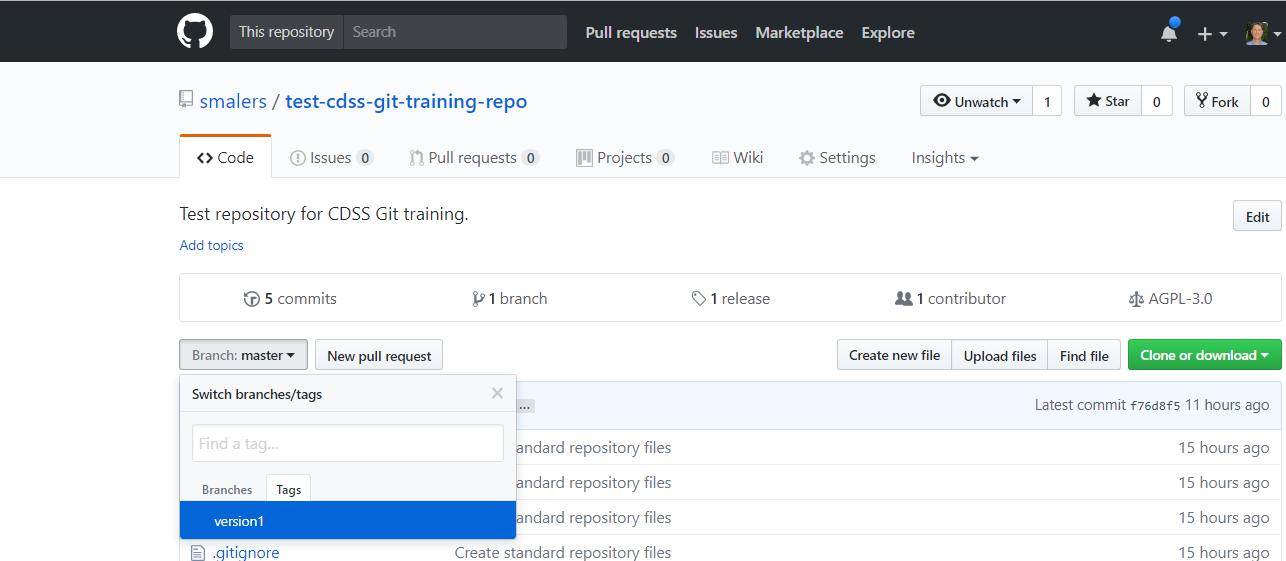 This repository Search Pull requests Issues Marketplace Explore
smalers / test-cdss-git-training-repo Unwatch 1 Star 0 Fork 0
Code Issues 0 Pull requests 0 Projects 0 Wiki Settings Insights
Test repository for CDSS Git training. Edit
Add topics
5 commits 1 branch 1 release 1 contributor AGPL-3.0
Branch: master New pull request Create new file Upload files Find file Clone or download
Switch branches/tags
... Latest commit f76d8f5 11 hours ago
Find a tag...
andard repository files 15 hours ago
andard repository files 15 hours ago
Branches Tags
version1
andard repository files 15 hours ago
.gitignore Create standard repository files 15 hours ago